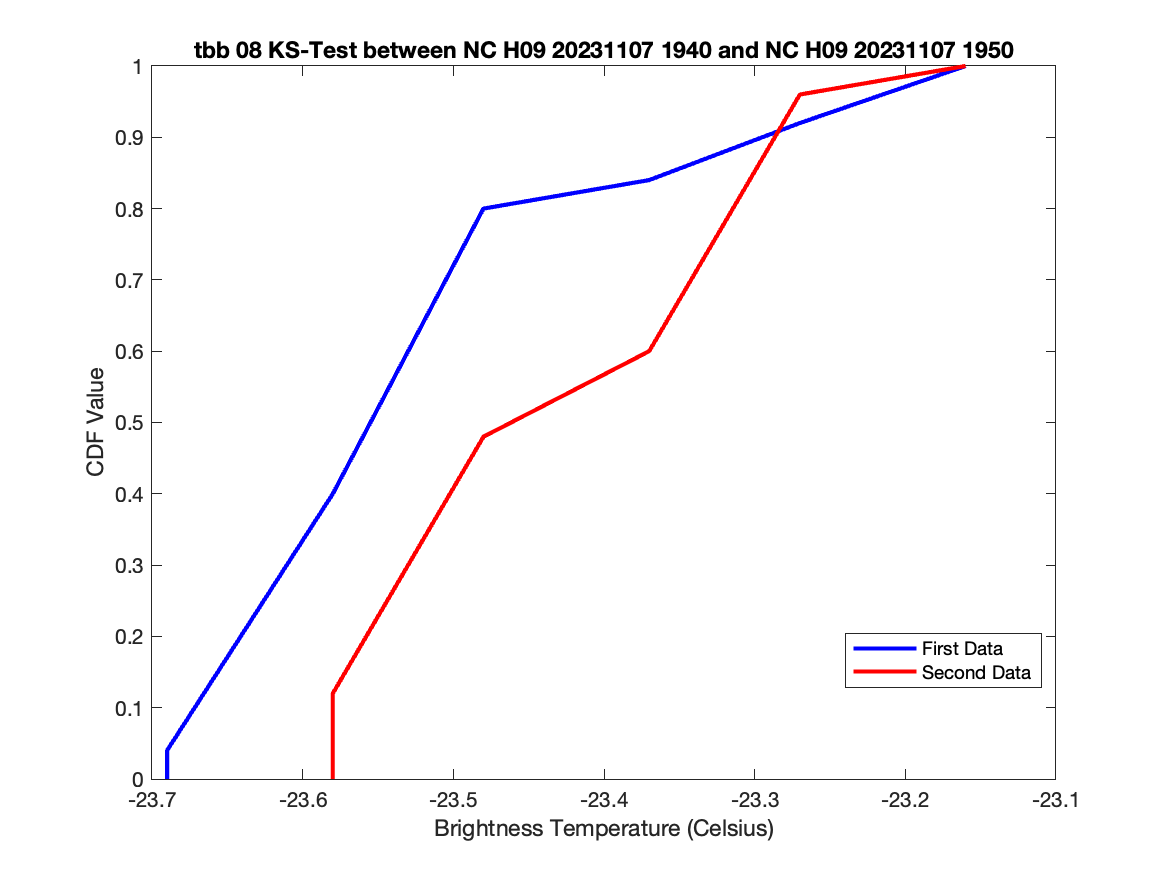 tbb 08 KS-Test between NC H09 20231107 1940 and NC H09 20231107 1950
1
0.9
0.8
0.7
0.6
0.5
0.4
0.3
0.2
0.1
0
CDF Value
First Data
Second Data
-23.7 -23.6 -23.5 -23.4 -23.3 -23.2 -23.1
Brightness Temperature (Celsius)